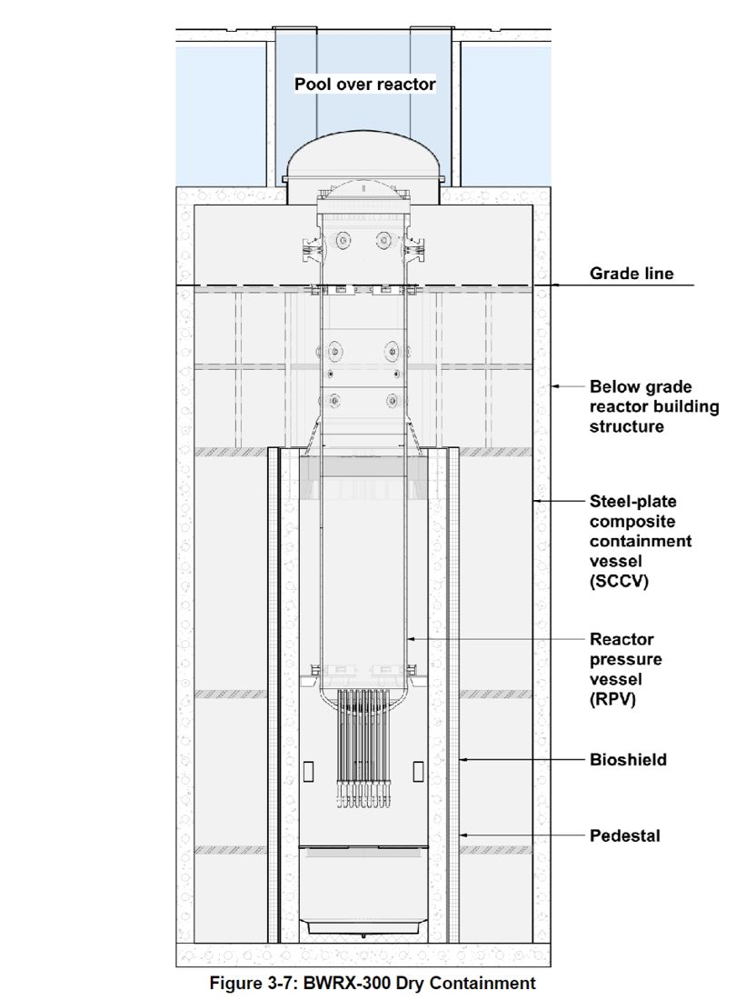 Pool over reactor
Grade line
Below grade
reactor building
structure
Steel-plate
composite
containment
vessel
(SCCV)
Reactor
pressure
vessel
(RPV)
Bioshield
Pedestal
Figure 3-7: BWRX-300 Dry Containment